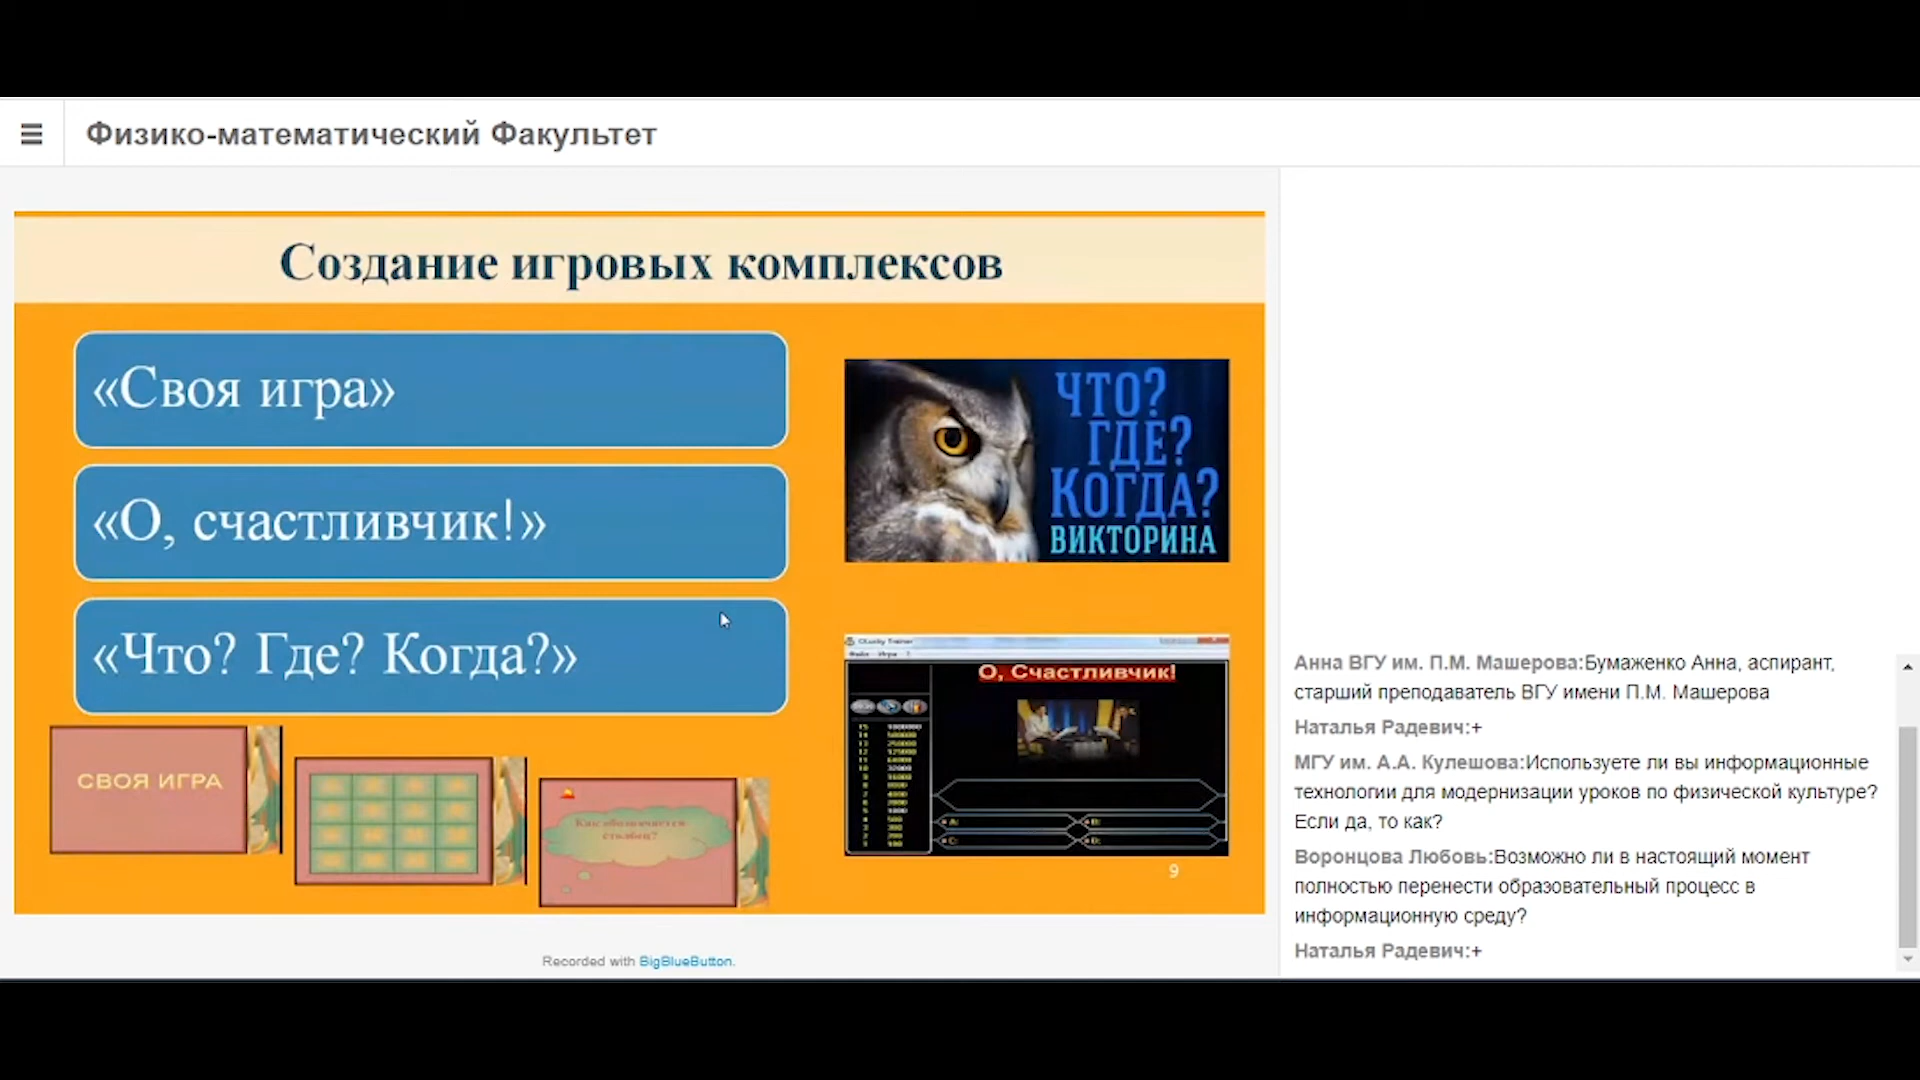 Физико-математический Факультет
Создание игровых комплексов
«Своя игра»
«О, счастливчик!»
«Что? Где? Когда?»
ЧТО?
ГДЕ?
КОГДА?
ВИКТОРИНА
СВОЯ ИГРА
Как обозначается
столбец?
О, Счастливчик!
A:
B:
C:
D:
9
Recorded with BigBlueButton.
Анна ВГУ им. П.М. Машерова:Бумаженко Анна, аспирант,
старший преподаватель ВГУ имени П.М. Машерова
Наталья Радевич:+
МГУ им. А.А. Кулешова:Используете ли вы информационные
технологии для модернизации уроков по физической культуре?
Если да, то как?
Воронцова Любовь:Возможно ли в настоящий момент
полностью перенести образовательный процесс в
информационную среду?
Наталья Радевич:+